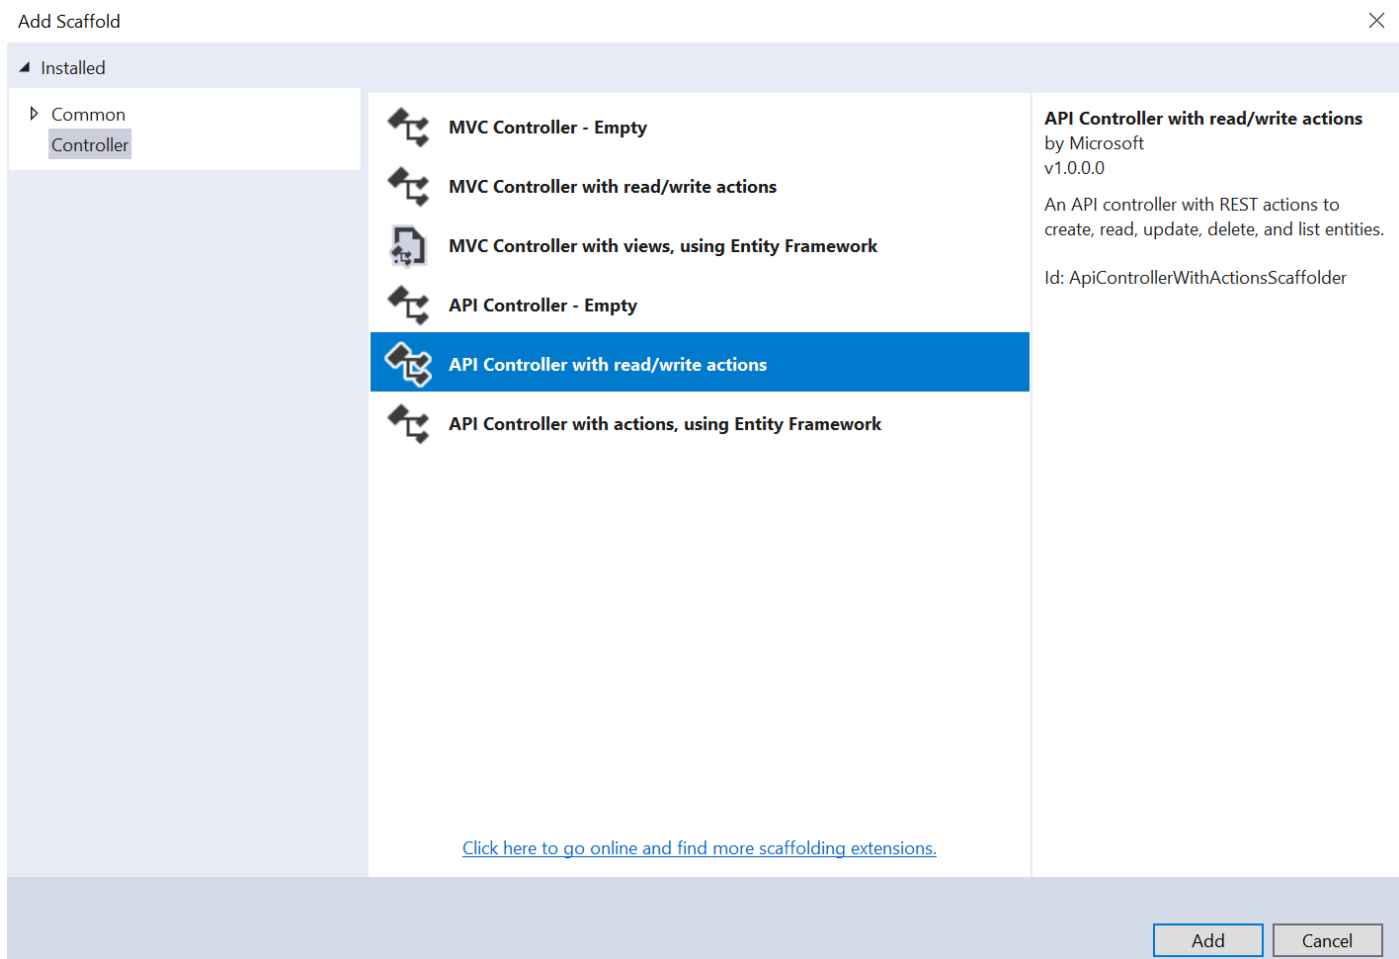 Add Scaffold
Installed
Common
Controller
MVC Controller - Empty
MVC Controller with read/write actions
MVC Controller with views, using Entity Framework
API Controller - Empty
API Controller with read/write actions
API Controller with actions, using Entity Framework
Click here to go online and find more scaffolding extensions.
API Controller with read/write actions
by Microsoft
v1.0.0.0
An API controller with REST actions to
create, read, update, delete, and list entities.
Id: ApiControllerWithActionsScaffolder
Add
Cancel